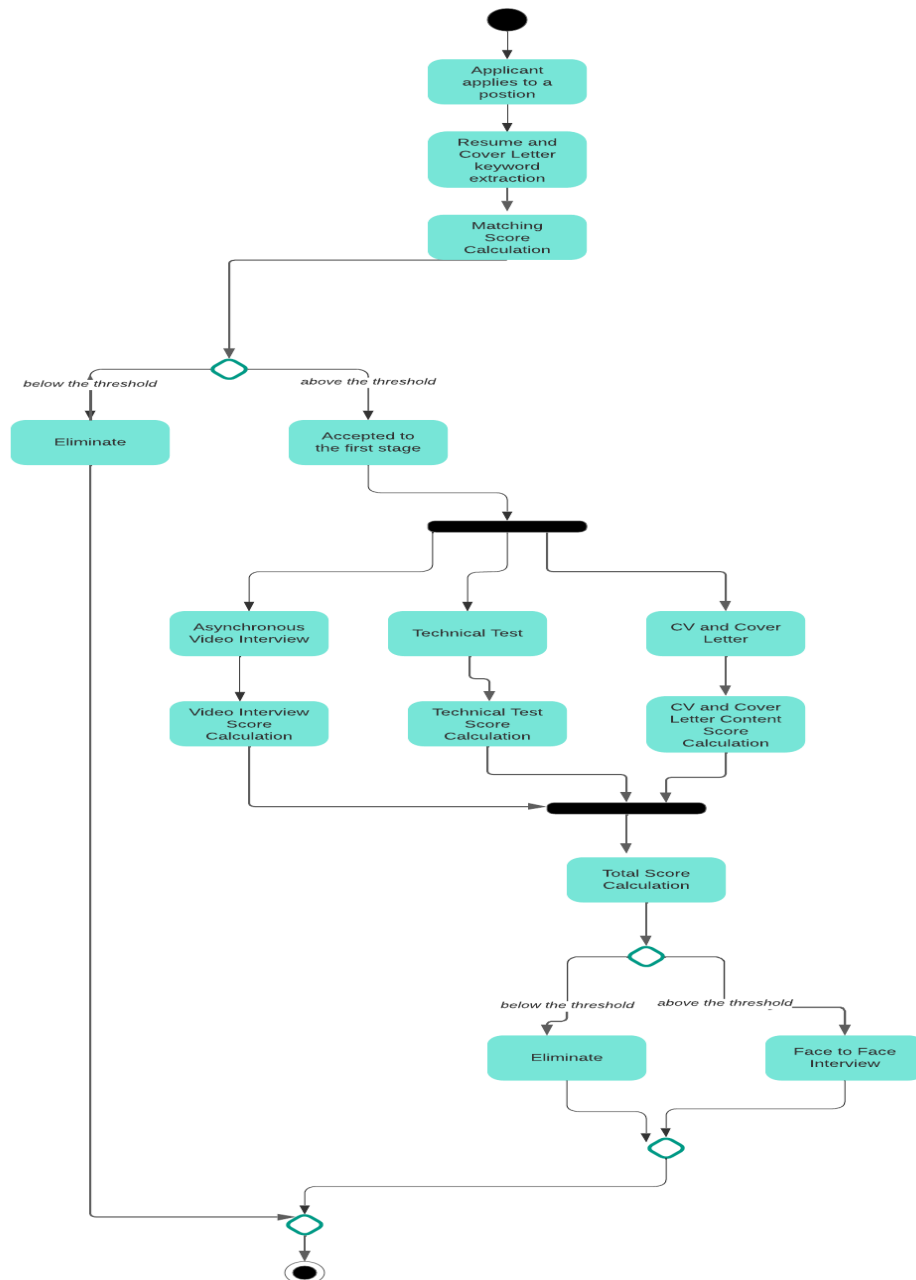 Applicant
applies to a
postion
Resume and
Cover Letter
keyword
extraction
Matching
Score
Calculation
below the threshold
above the threshold
Eliminate
Accepted to
the first stage
Asynchronous
Video Interview
Technical Test
CV and Cover
Letter
Video Interview
Score
Calculation
Technical Test
Score
Calculation
CV and Cover
Letter Content
Score
Calculation
Total Score
Calculation
below the threshold
above the threshold
Eliminate
Face to Face
Interview